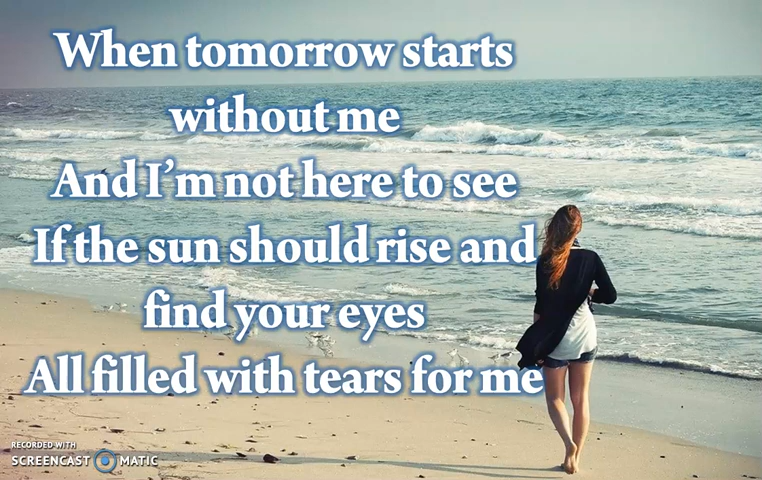 When tomorrow starts
without me
And I'm not here to see
If the sun should rise and
find your eyes
All filled with tears for me
RECORDED WITH
SCREENCAST MATIC